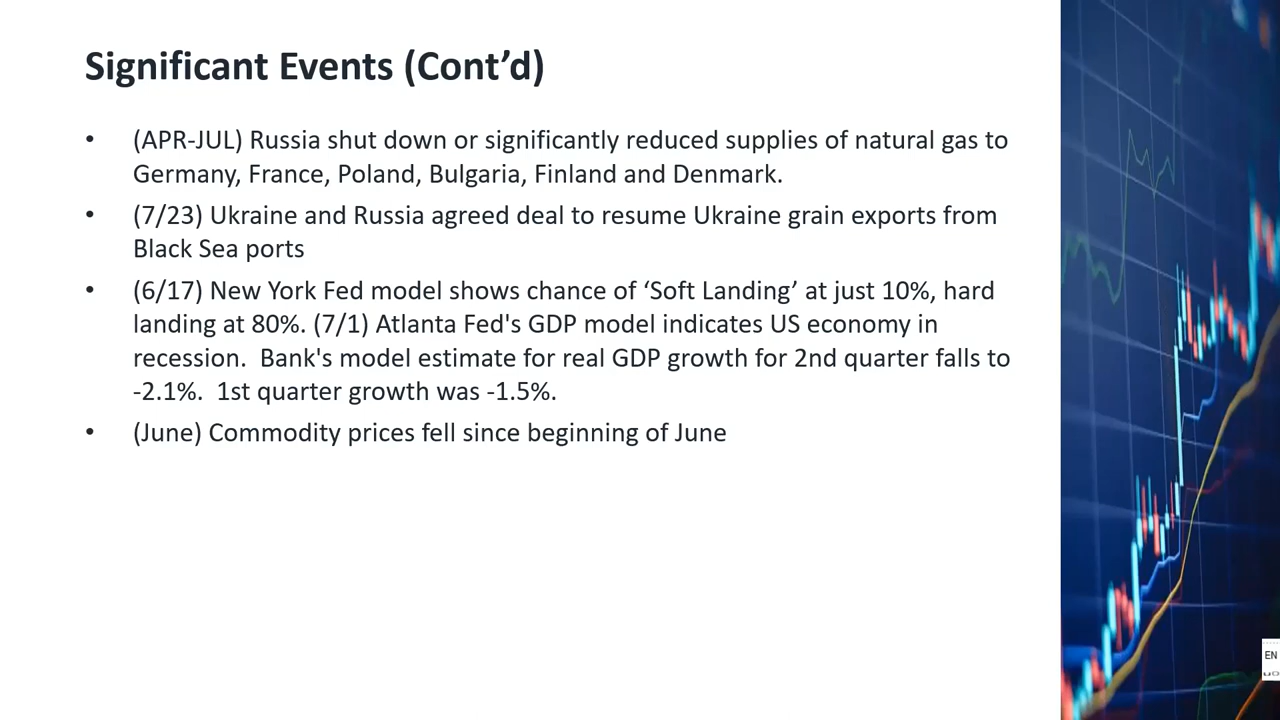 Significant Events (Cont’d)
• (APR-JUL) Russia shut down or significantly reduced supplies of natural gas to
Germany, France, Poland, Bulgaria, Finland and Denmark.
• (7/23) Ukraine and Russia agreed deal to resume Ukraine grain exports from
Black Sea ports
• (6/17) New York Fed model shows chance of ‘Soft Landing’ at just 10%, hard
landing at 80%. (7/1) Atlanta Fed's GDP model indicates US economy in
recession.  Bank's model estimate for real GDP growth for 2nd quarter falls to
-2.1%.  1st quarter growth was -1.5%.
• (June) Commodity prices fell since beginning of June
EN